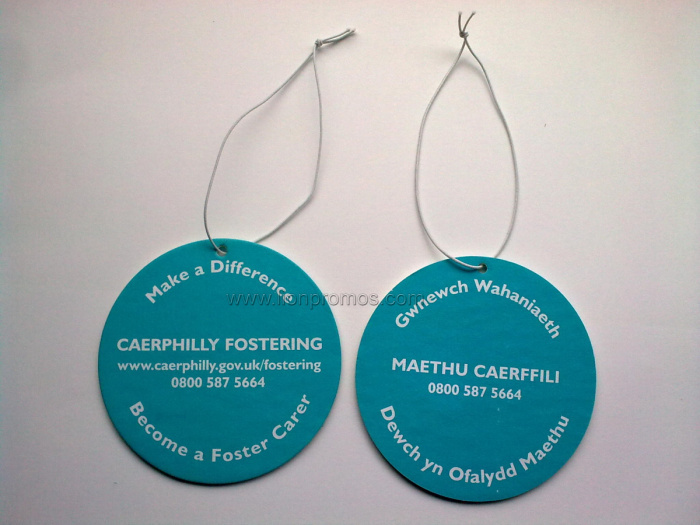 Make a Difference
CAERPHILLY FOSTERING
www.caerphilly.gov.uk/fostering
0800 587 5664
Become a Foster Carer
Gwnewch Wahaniaeth
MAETHU CAERFFILI
0800 587 5664
Dewch yn Ofalydd Maethu
www.lionpromos.com